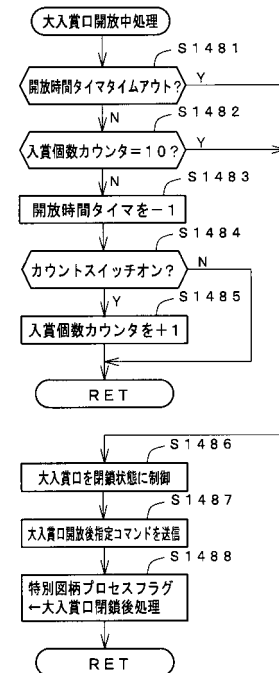 大入賞口開放中処理
S1481
開放時間タイマタイムアウト?
Y
N
S1482
入賞個数カウンタ=10?
Y
N
S1483
開放時間タイマを-1
S1484
カウントスイッチオン?
N
Y
S1485
入賞個数カウンタを+1
RET
S1486
大入賞口を閉鎖状態に制御
S1487
大入賞口開放後指定コマンドを送信
S1488
特別図柄プロセスフラグ
←大入賞口閉鎖後処理
RET